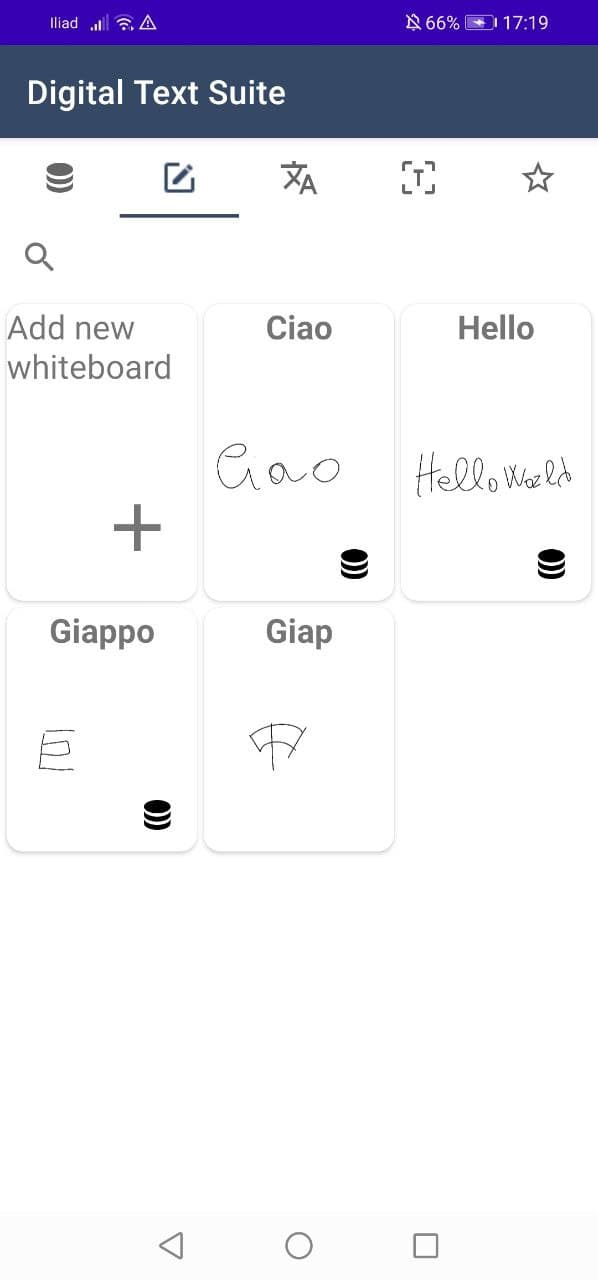 Iliad 66% 17:19
Digital Text Suite
Add new
whiteboard
Ciao
Ciao
Hello
Hello World
Giappo
Giap